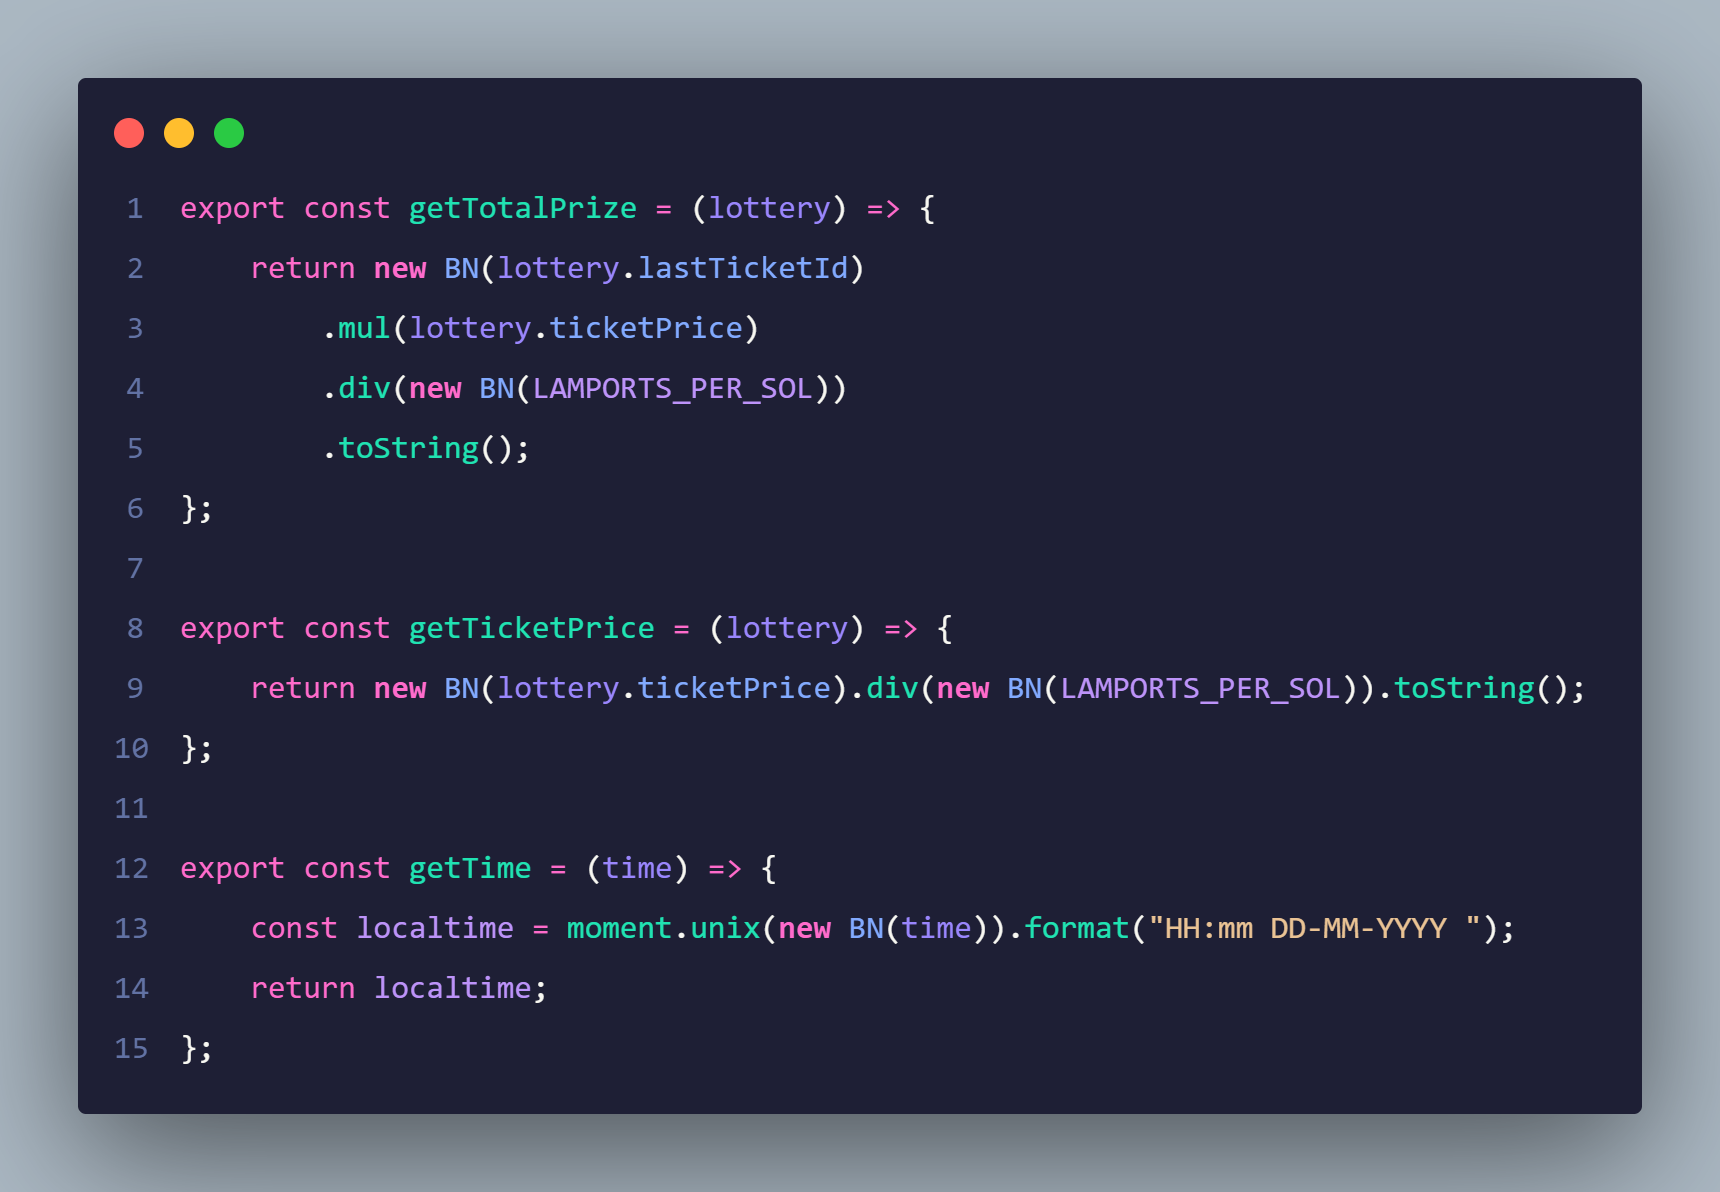 1 export const getTotalPrize = (lottery) => {
2     return new BN(lottery.lastTicketId)
3         .mul(lottery.ticketPrice)
4         .div(new BN(LAMPORTS_PER_SOL))
5         .toString();
6 };
7
8 export const getTicketPrice = (lottery) => {
9     return new BN(lottery.ticketPrice).div(new BN(LAMPORTS_PER_SOL)).toString();
10 };
11
12 export const getTime = (time) => {
13     const localtime = moment.unix(new BN(time)).format("HH:mm DD-MM-YYYY ");
14     return localtime;
15 };